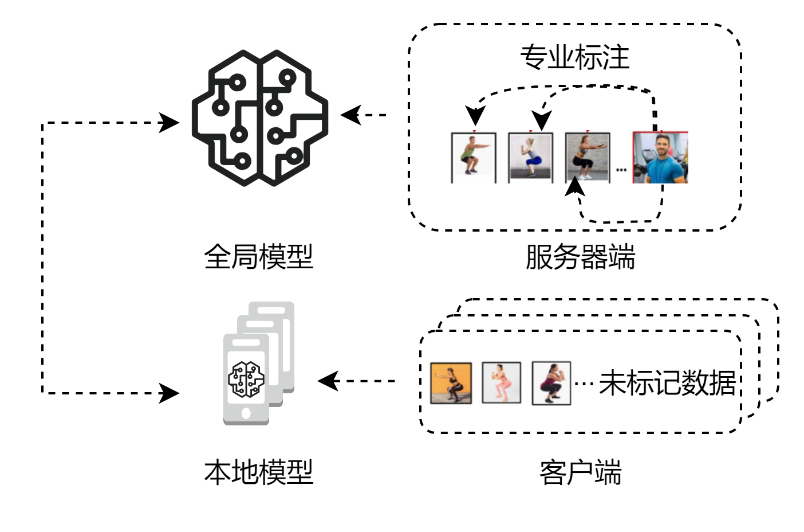 专业标注
...
全局模型
服务器端
... 未标记数据
本地模型
客户端